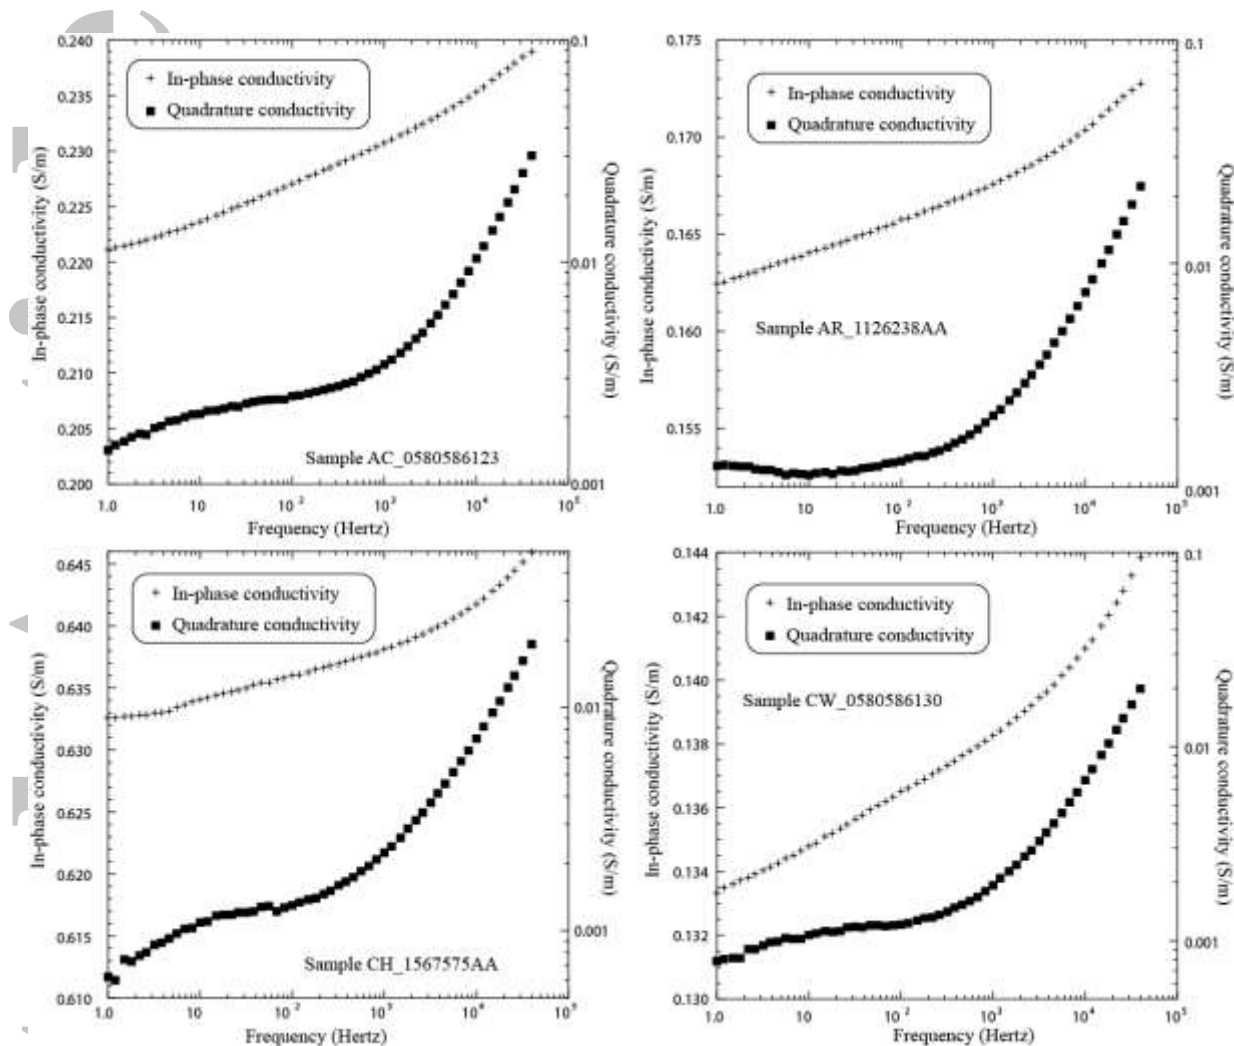 0.240
0.235
0.230
0.225
0.220
0.215
0.210
0.205
0.200
In-phase conductivity (S/m)
In-phase conductivity
Quadrature conductivity
Sample AC_0580586123
0.1
0.01
0.001
Quadrature conductivity (S/m)
1.0 10 10² 10³ 10⁴ 10⁵
Frequency (Hertz)
0.175
0.170
0.165
0.160
0.155
In-phase conductivity (S/m)
In-phase conductivity
Quadrature conductivity
Sample AR_1126238AA
0.1
0.01
0.001
Quadrature conductivity (S/m)
1.0 10 10² 10³ 10⁴ 10⁵
Frequency (Hertz)
0.645
0.640
0.635
0.630
0.625
0.620
0.615
0.610
In-phase conductivity (S/m)
In-phase conductivity
Quadrature conductivity
Sample CH_1567575AA
0.01
0.001
Quadrature conductivity (S/m)
1.0 10 10² 10³ 10⁴ 10⁵
Frequency (Hertz)
0.144
0.142
0.140
0.138
0.136
0.134
0.132
0.130
In-phase conductivity (S/m)
In-phase conductivity
Quadrature conductivity
Sample CW_0580586130
0.1
0.01
0.001
Quadrature conductivity (S/m)
1.0 10 10² 10³ 10⁴ 10⁵
Frequency (Hertz)